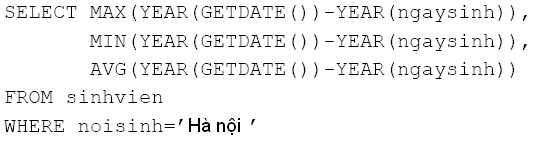 SELECT MAX(YEAR(GETDATE())-YEAR(ngaysinh)),
MIN(YEAR(GETDATE())-YEAR(ngaysinh)),
AVG(YEAR(GETDATE())-YEAR(ngaysinh))
FROM sinhvien
WHERE noisinh=’Hà nội ’